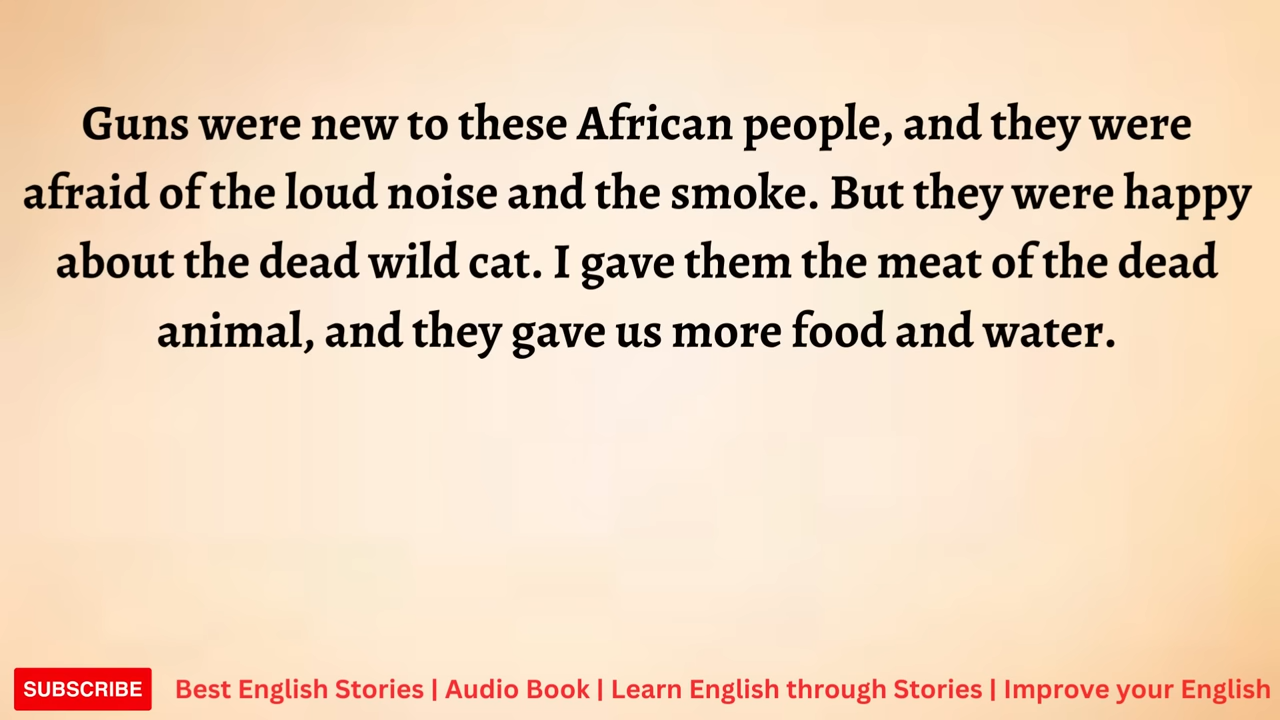 Guns were new to these African people, and they were
afraid of the loud noise and the smoke. But they were happy
about the dead wild cat. I gave them the meat of the dead
animal, and they gave us more food and water.
SUBSCRIBE
Best English Stories | Audio Book | Learn English through Stories | Improve your English